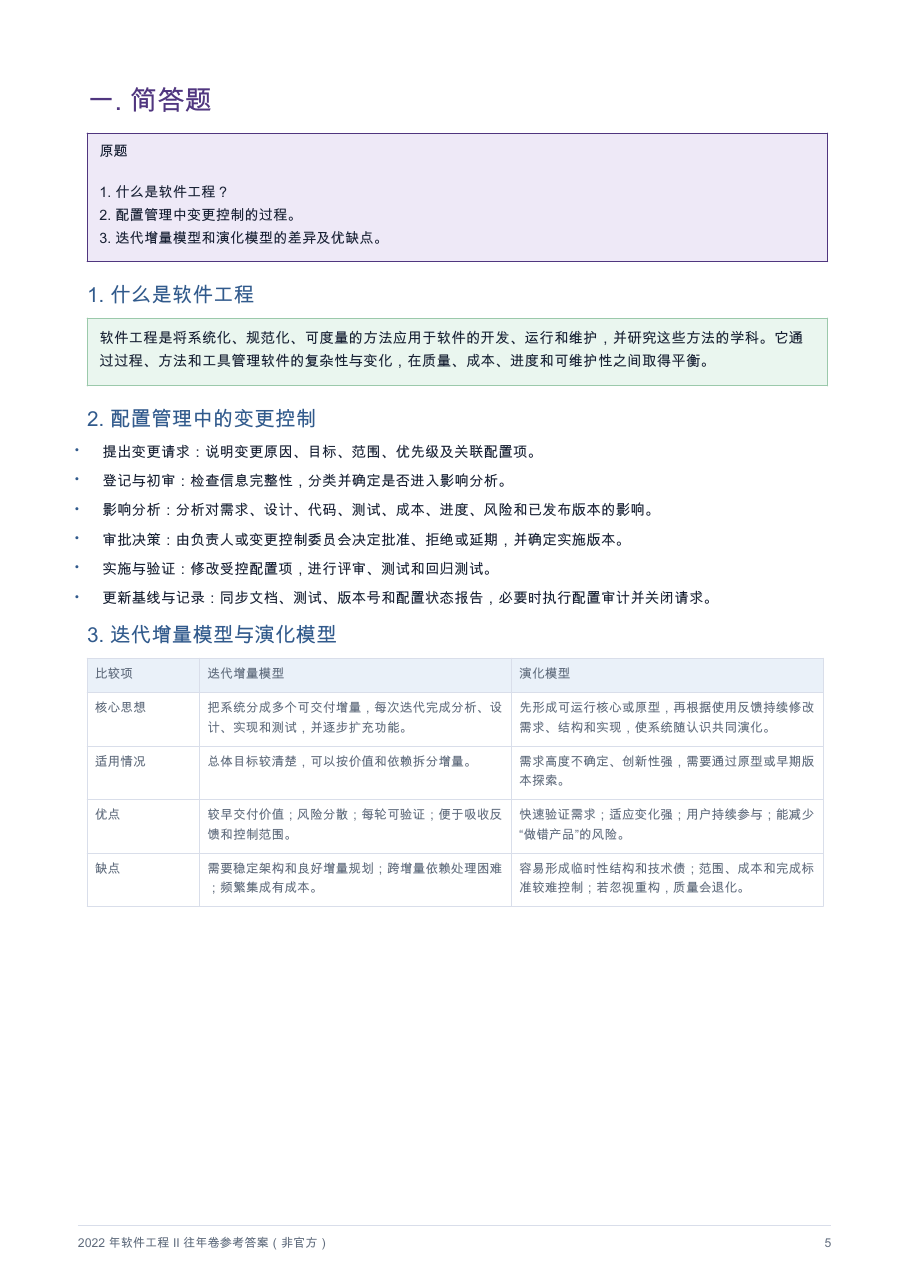 一. 简答题
原题
1. 什么是软件工程？
2. 配置管理中变更控制的过程。
3. 迭代增量模型和演化模型的差异及优缺点。
1. 什么是软件工程
软件工程是将系统化、规范化、可度量的方法应用于软件的开发、运行和维护，并研究这些方法的学科。它通
过过程、方法和工具管理软件的复杂性与变化，在质量、成本、进度和可维护性之间取得平衡。
2. 配置管理中的变更控制
• 提出变更请求：说明变更原因、目标、范围、优先级及关联配置项。
• 登记与初审：检查信息完整性，分类并确定是否进入影响分析。
• 影响分析：分析对需求、设计、代码、测试、成本、进度、风险和已发布版本的影响。
• 审批决策：由负责人或变更控制委员会决定批准、拒绝或延期，并确定实施版本。
• 实施与验证：修改受控配置项，进行评审、测试和回归测试。
• 更新基线与记录：同步文档、测试、版本号和配置状态报告，必要时执行配置审计并关闭请求。
3. 迭代增量模型与演化模型
比较项 迭代增量模型 演化模型
核心思想
把系统分成多个可交付增量，每次迭代完成分析、设
计、实现和测试，并逐步扩充功能。
先形成可运行核心或原型，再根据使用反馈持续修改
需求、结构和实现，使系统随认识共同演化。
适用情况
总体目标较清楚，可以按价值和依赖拆分增量。
需求高度不确定、创新性强，需要通过原型或早期版
本探索。
优点
较早交付价值；风险分散；每轮可验证；便于吸收反
馈和控制范围。
快速验证需求；适应变化强；用户持续参与；能减少
“做错产品”的风险。
缺点
需要稳定架构和良好增量规划；跨增量依赖处理困难
；频繁集成有成本。
容易形成临时性结构和技术债；范围、成本和完成标
准较难控制；若忽视重构，质量会退化。
2022 年软件工程 II 往年卷参考答案（非官方） 5